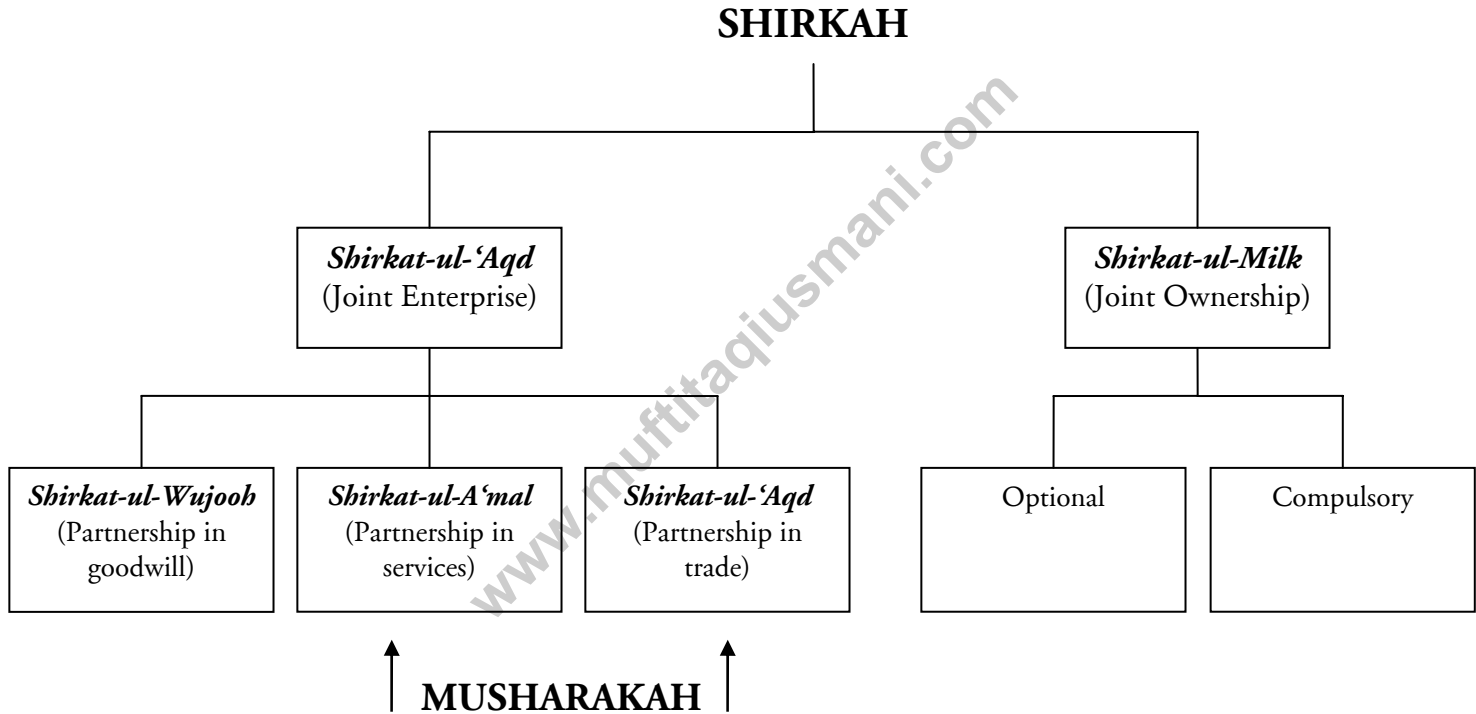 SHIRKAH
Shirkat-ul-‘Aqd
(Joint Enterprise)
Shirkat-ul-Milk
(Joint Ownership)
Shirkat-ul-Wujooh
(Partnership in
goodwill)
Shirkat-ul-A‘mal
(Partnership in
services)
Shirkat-ul-‘Aqd
(Partnership in
trade)
Optional
Compulsory
MUSHARAKAH
www.muftitaqiusmani.com